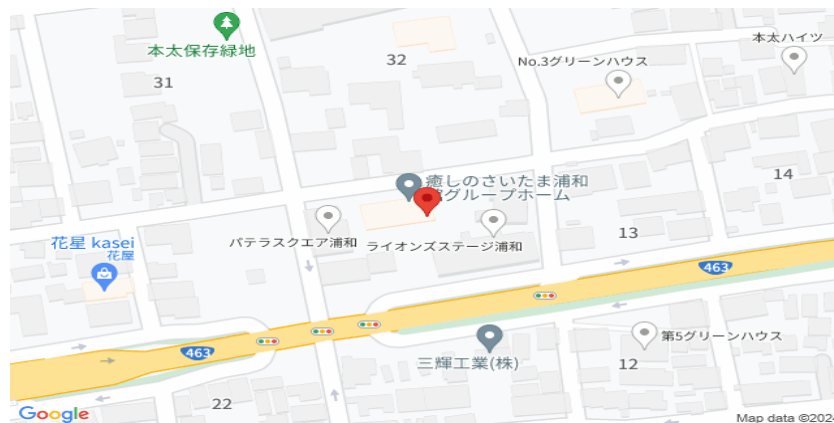 本太保存緑地
32
本太ハイツ
31
No.3グリーンハウス
癒しのさいたま浦和
グループホーム
14
13
花星 kasei
花屋
パテラスクエア浦和
ライオンズステージ浦和
463
463
第5グリーンハウス
三輝工業(株)
12
22
Google
Map data ©2024